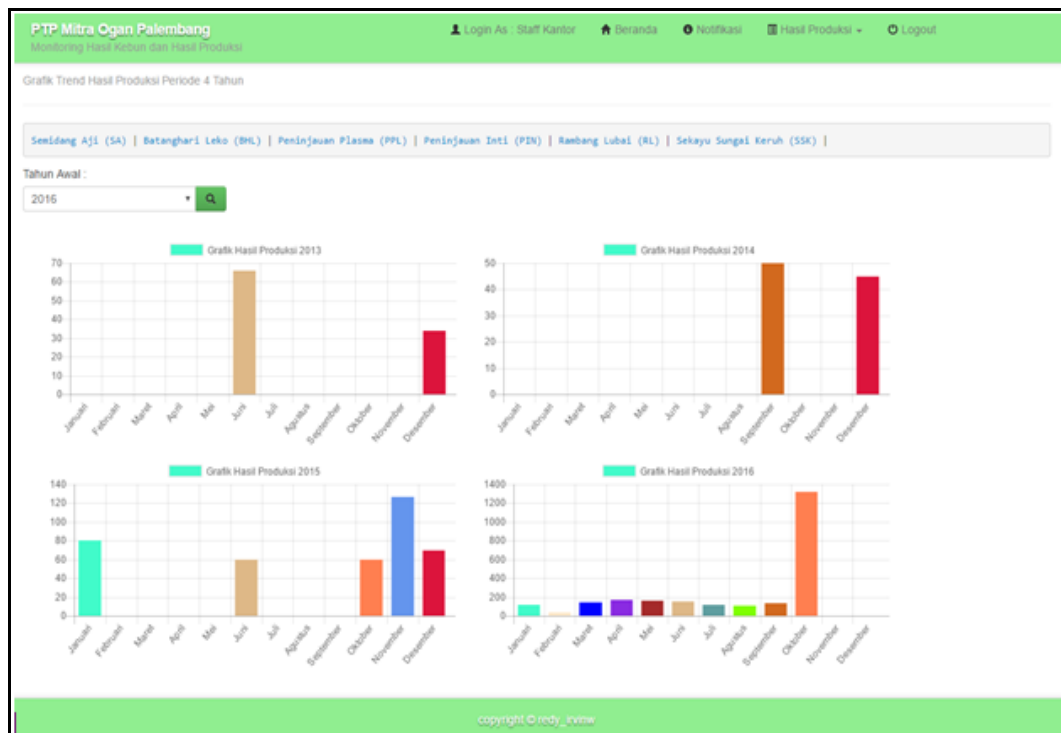 PTP Mitra Ogan Palembang
Monitoring Hasil Kebun dan Hasil Produksi
Login As : Staff Kantor Beranda Notifikasi Hasil Produksi Logout
Grafik Trend Hasil Produksi Periode 4 Tahun
Semidang Aji (SA) | Batanghari Leko (BHL) | Peninjauan Plasma (PPL) | Peninjauan Inti (PIN) | Rambang Lubai (RL) | Sekayu Sungai Keruh (SSK) |
Tahun Awal :
2016
Grafik Hasil Produksi 2013
70
60
50
40
30
20
10
0
Januari Februari Maret April Mei Juni Juli Agustus September Oktober November Desember
Grafik Hasil Produksi 2014
50
40
30
20
10
0
Januari Februari Maret April Mei Juni Juli Agustus September Oktober November Desember
Grafik Hasil Produksi 2015
140
120
100
80
60
40
20
0
Januari Februari Maret April Mei Juni Juli Agustus September Oktober November Desember
Grafik Hasil Produksi 2016
1400
1200
1000
800
600
400
200
0
Januari Februari Maret April Mei Juni Juli Agustus September Oktober November Desember
copyright ©